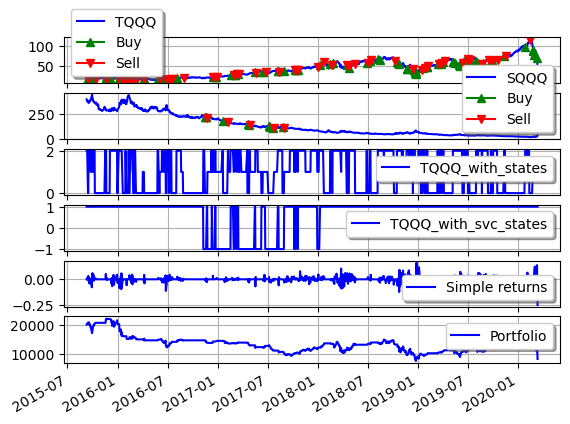 TQQQ
Buy
Sell
100
50
SQQQ
Buy
Sell
250
0
2
0
TQQQ_with_states
1
0
−1
TQQQ_with_svc_states
0.00
−0.25
Simple returns
20000
10000
Portfolio
2015-07
2016-01
2016-07
2017-01
2017-07
2018-01
2018-07
2019-01
2019-07
2020-01